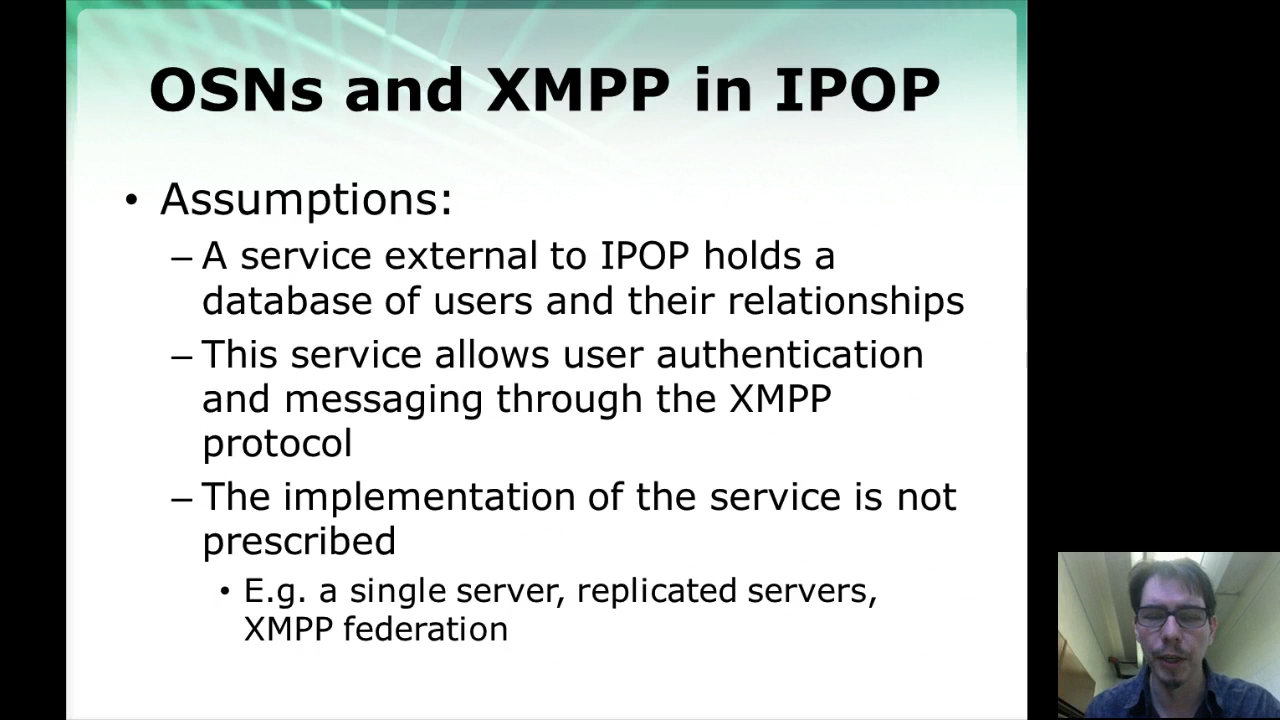 OSNs and XMPP in IPOP
• Assumptions:
– A service external to IPOP holds a
database of users and their relationships
– This service allows user authentication
and messaging through the XMPP
protocol
– The implementation of the service is not
prescribed
• E.g. a single server, replicated servers,
XMPP federation